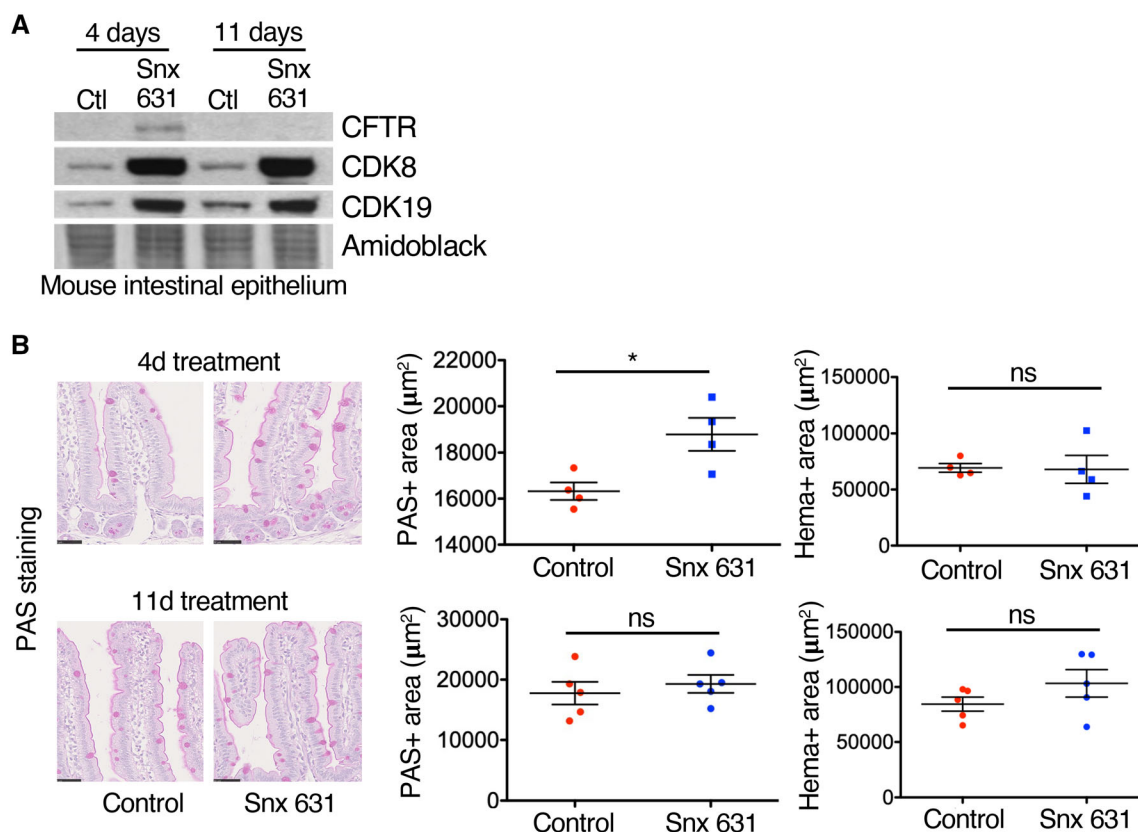 A
4 days 11 days
Snx Snx
Ctl 631 Ctl 631
CFTR
CDK8
CDK19
Amidoblack
Mouse intestinal epithelium
B
4d treatment
PAS staining
11d treatment
Control Snx 631
PAS+ area (μm²)
22000
20000
18000
16000
14000
*
Control Snx 631
Hema+ area (μm²)
150000
100000
50000
0
ns
Control Snx 631
PAS+ area (μm²)
30000
20000
10000
0
ns
Control Snx 631
Hema+ area (μm²)
150000
100000
50000
0
ns
Control Snx 631